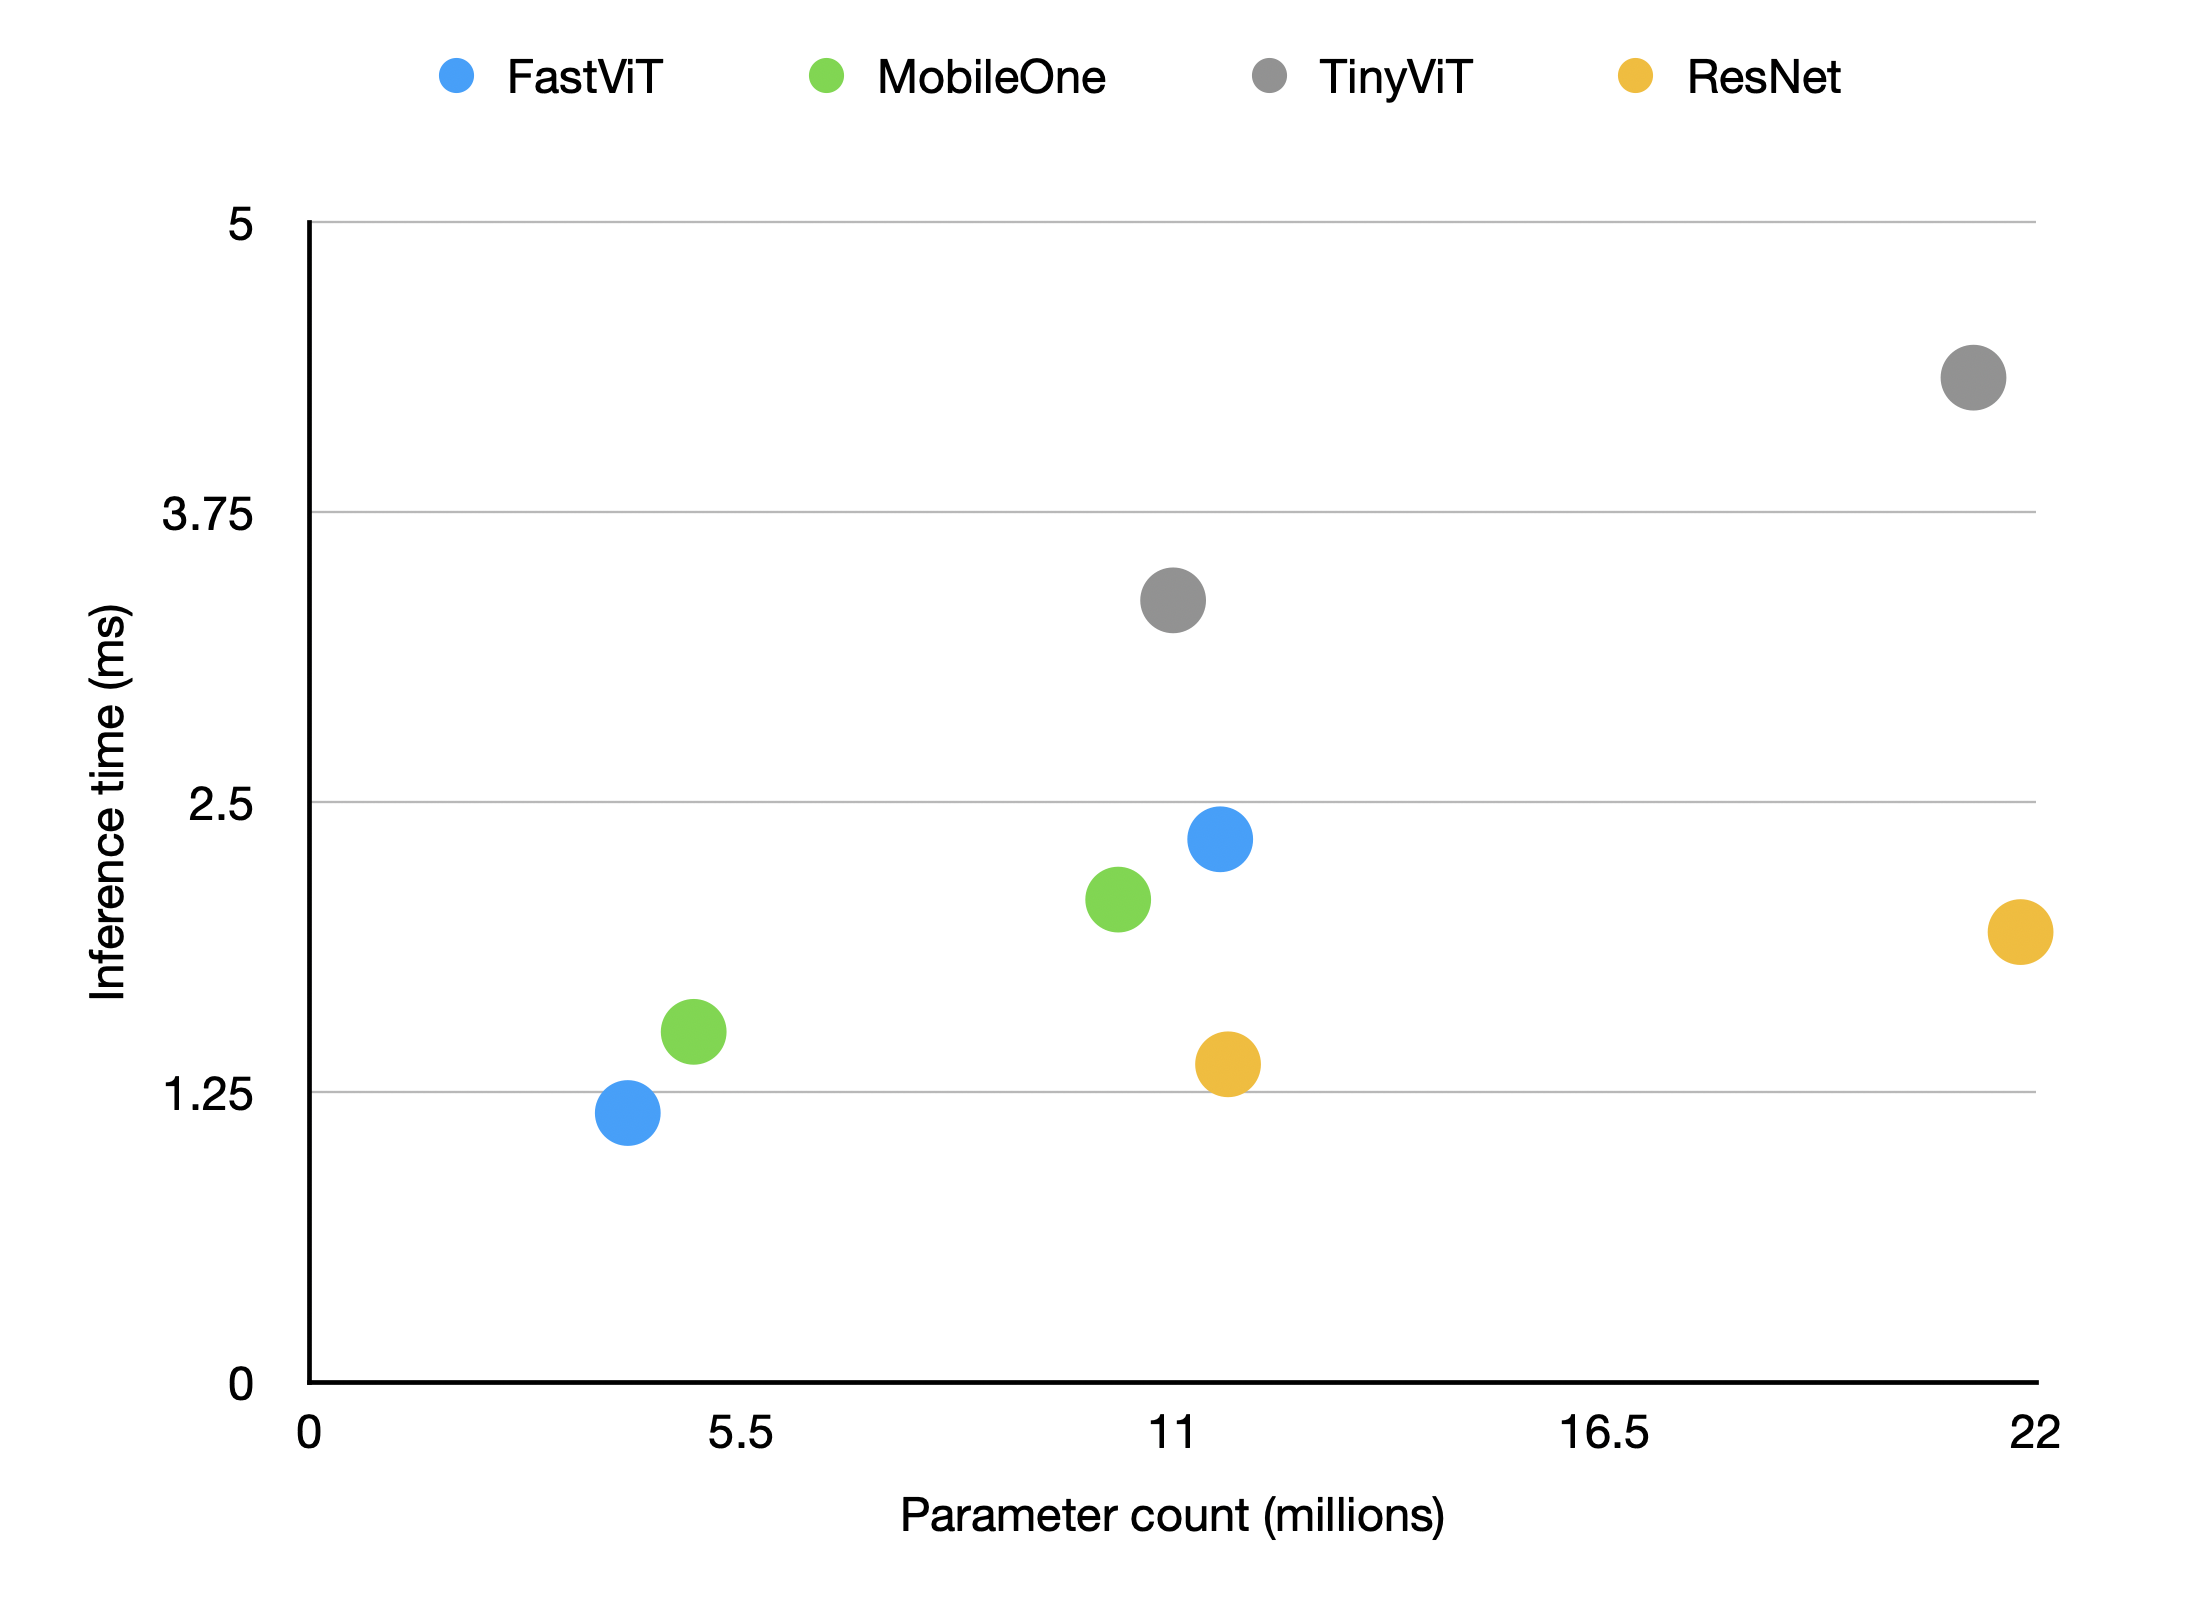 FastViT MobileOne TinyViT ResNet
5
3.75
2.5
1.25
0
Inference time (ms)
0 5.5 11 16.5 22
Parameter count (millions)